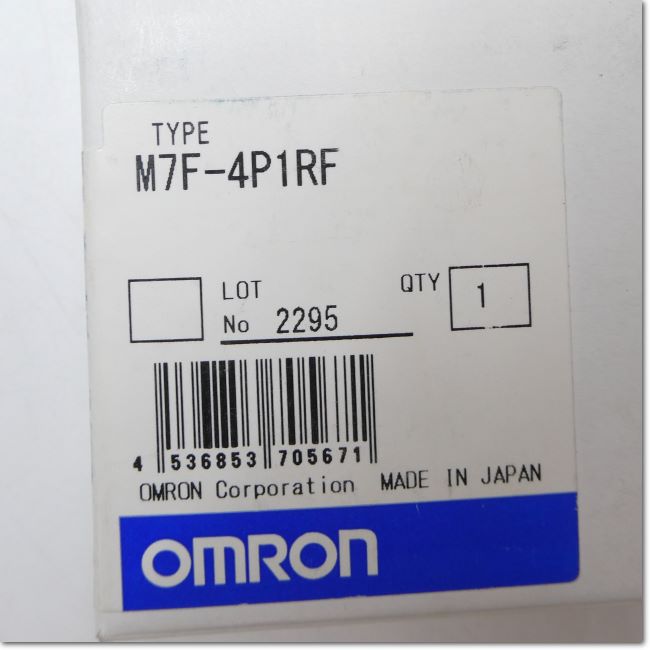 TYPE
M7F-4P1RF
LOT QTY 1
No 2295
4 536853 705671
OMRON Corporation MADE IN JAPAN
OMRON